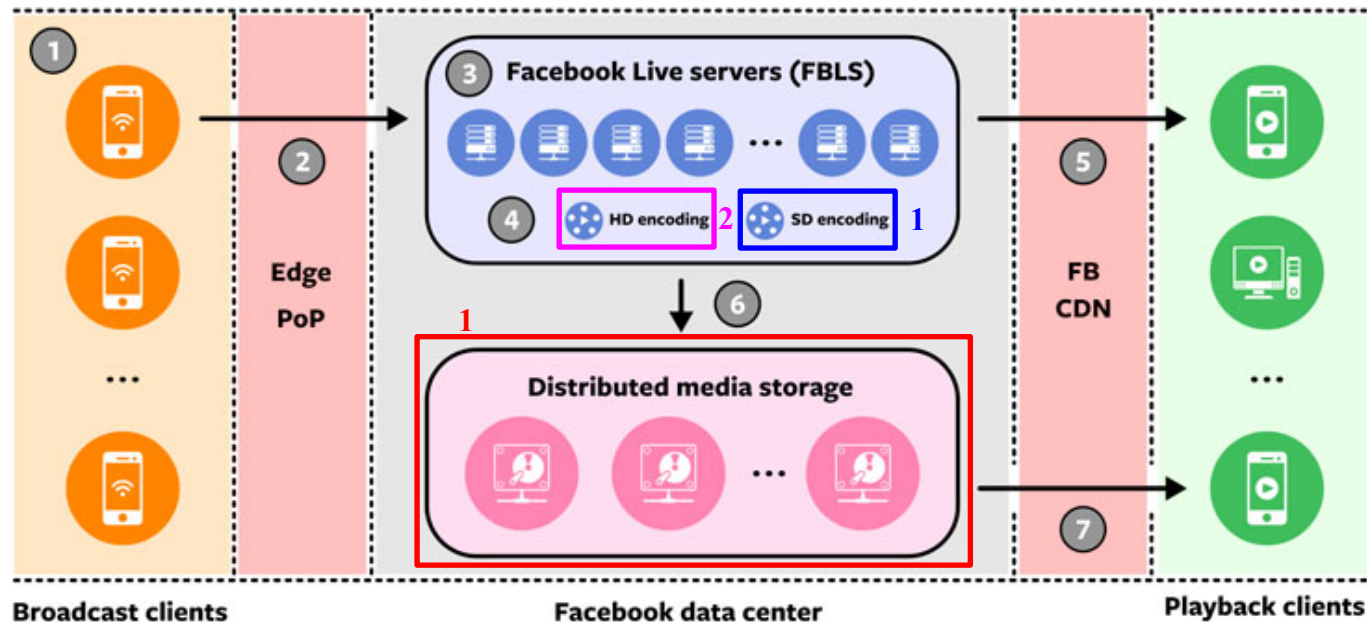 1
3 Facebook Live servers (FBLS)
...
2
5
4 HD encoding 2 SD encoding 1
Edge
PoP
FB
CDN
6
1
Distributed media storage
...
...
...
7
Broadcast clients
Facebook data center
Playback clients